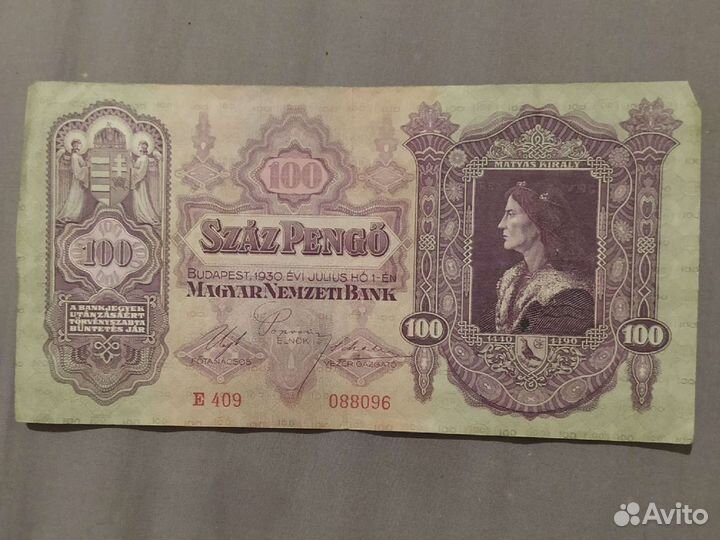 100
A BANKJEGYEK
UTÁNZÁSÁÉRT
TÖRVÉNYSZABTA
BÜNTETÉS JÁR
100
SZÁZ PENGŐ
BUDAPEST, 1930. ÉVI JULIUS HÓ 1-ÉN
MAGYAR NEMZETI BANK
ELNÖK
FŐTANÁCSOS
VEZÉRIGAZGATÓ
E 409
088096
MÁTYÁS KIRÁLY
100
100
1440
1490
Avito